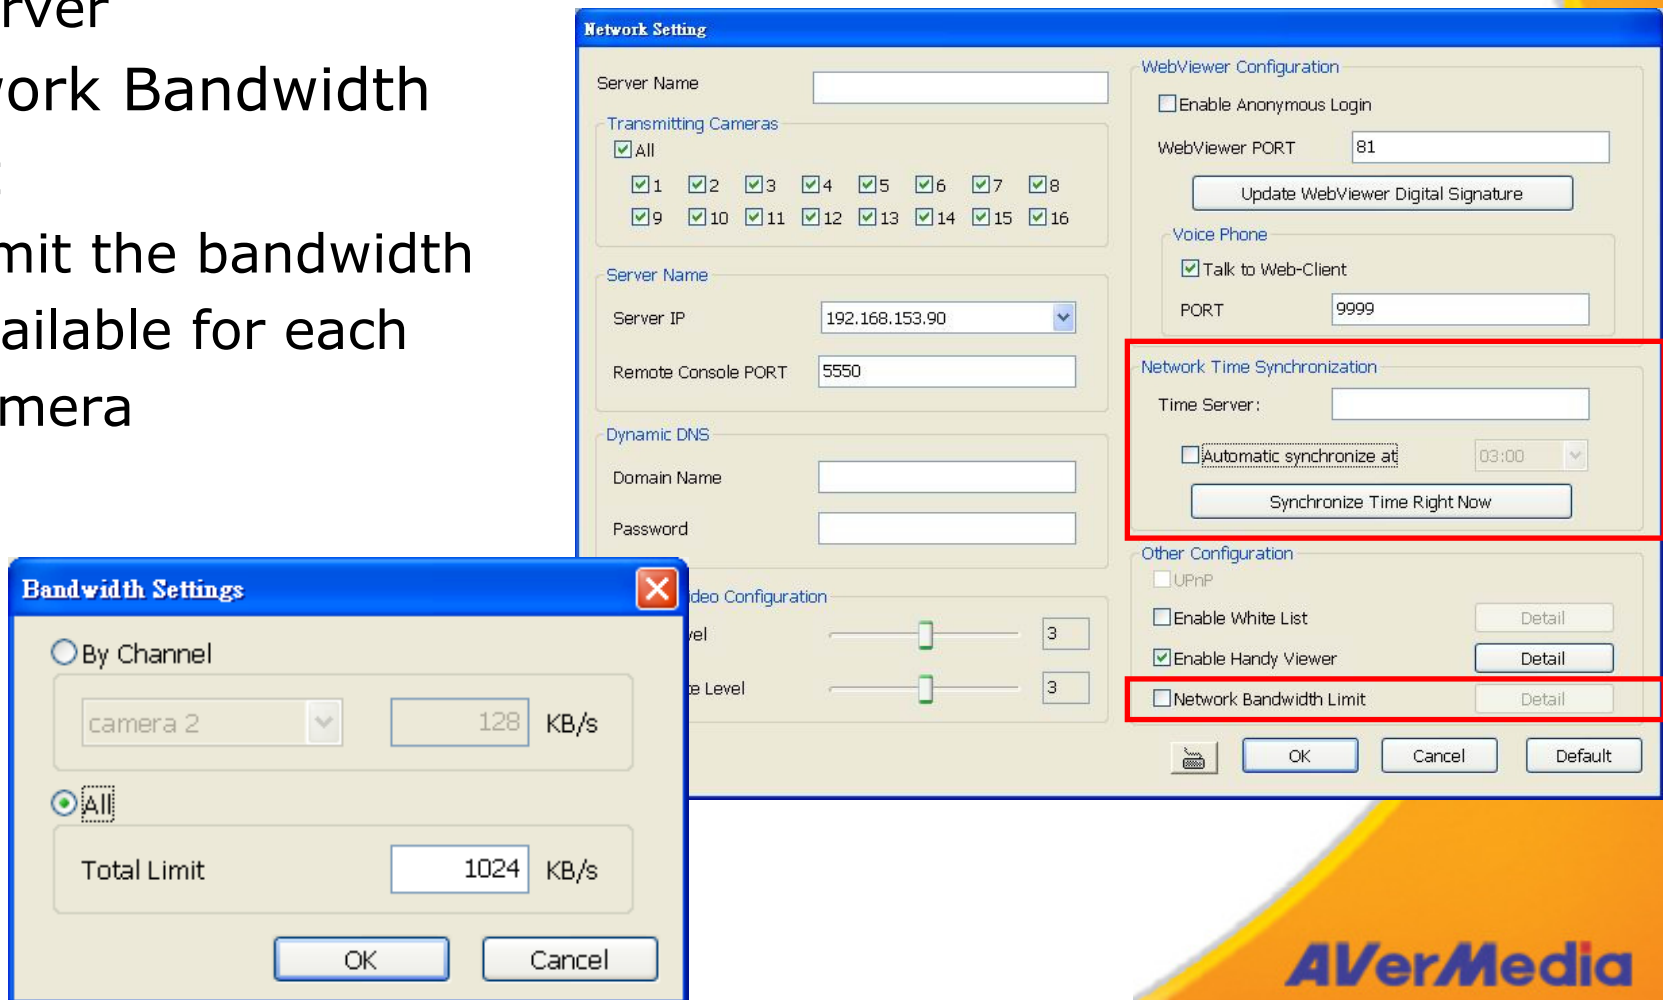 rver
work Bandwidth
mit the bandwidth
ailable for each
mera
Network Setting
Server Name
Transmitting Cameras
All
1 2 3 4 5 6 7 8
9 10 11 12 13 14 15 16
Server Name
Server IP 192.168.153.90
Remote Console PORT 5550
Dynamic DNS
Domain Name
Password
ideo Configuration
vel 3
e Level 3
WebViewer Configuration
Enable Anonymous Login
WebViewer PORT 81
Update WebViewer Digital Signature
Voice Phone
Talk to Web-Client
PORT 9999
Network Time Synchronization
Time Server:
Automatic synchronize at 03:00
Synchronize Time Right Now
Other Configuration
UPnP
Enable White List Detail
Enable Handy Viewer Detail
Network Bandwidth Limit Detail
OK Cancel Default
Bandwidth Settings
By Channel
camera 2 128 KB/s
All
Total Limit 1024 KB/s
OK Cancel
AVerMedia